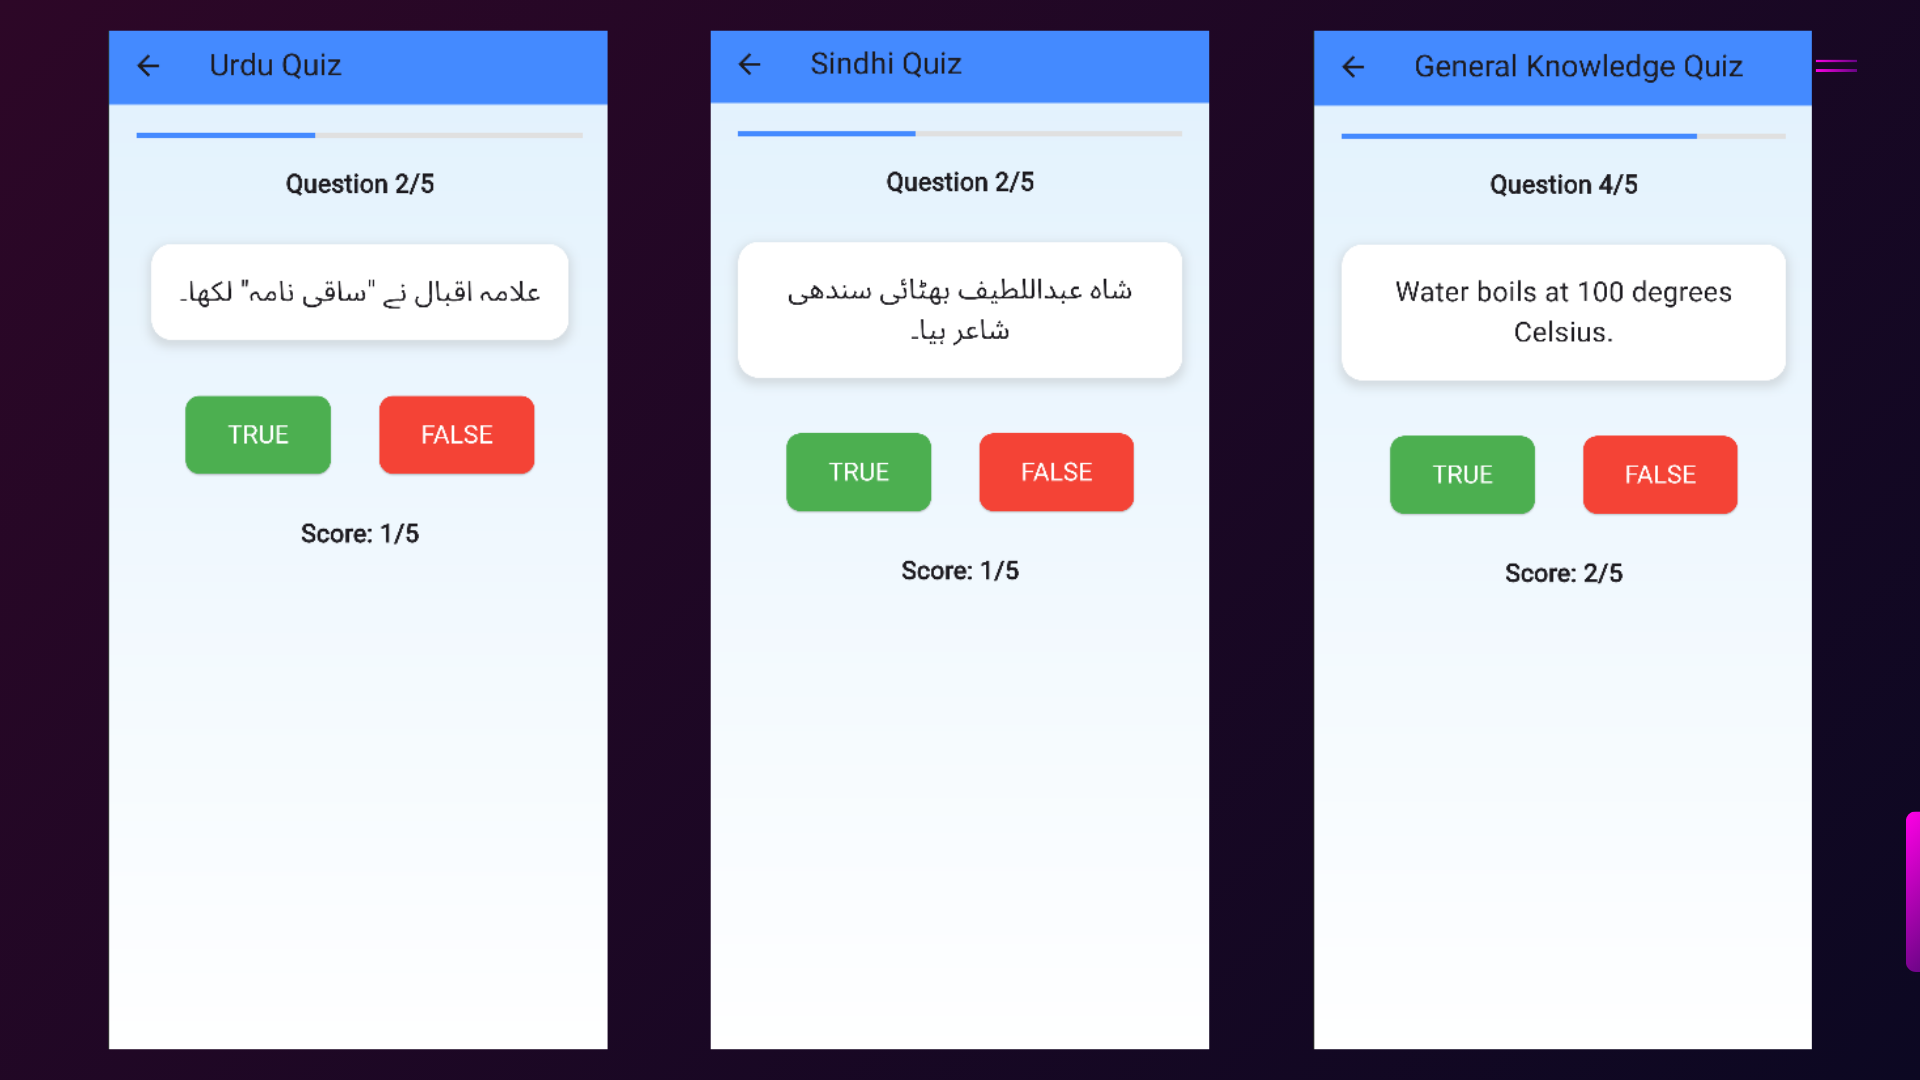 Urdu Quiz
Question 2/5
علامہ اقبال نے "ساقی نامہ" لکھا۔
TRUE
FALSE
Score: 1/5
Sindhi Quiz
Question 2/5
شاہ عبداللطیف بھٹائی سندھی
شاعر ہیا۔
TRUE
FALSE
Score: 1/5
General Knowledge Quiz
Question 4/5
Water boils at 100 degrees
Celsius.
TRUE
FALSE
Score: 2/5